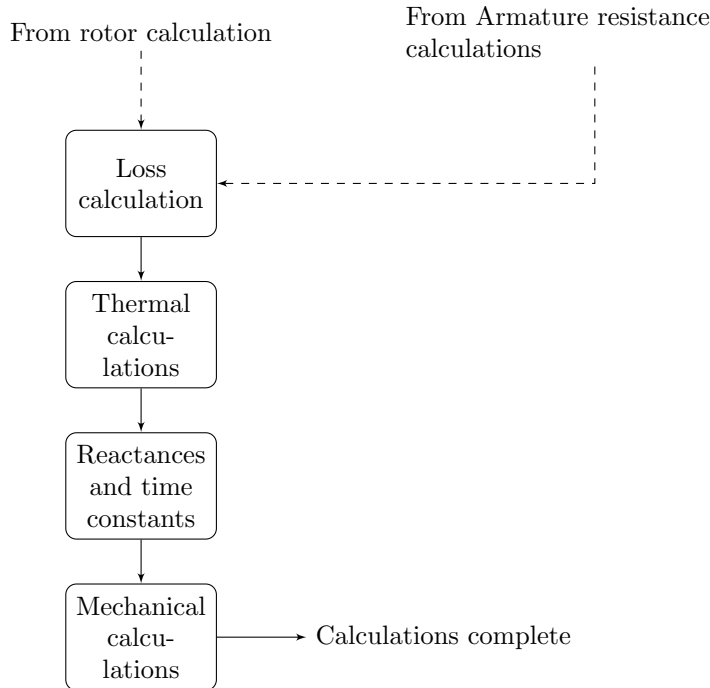 From rotor calculation
From Armature resistance
calculations
Loss
calculation
Thermal
calcu-
lations
Reactances
and time
constants
Mechanical
calcu-
lations
Calculations complete